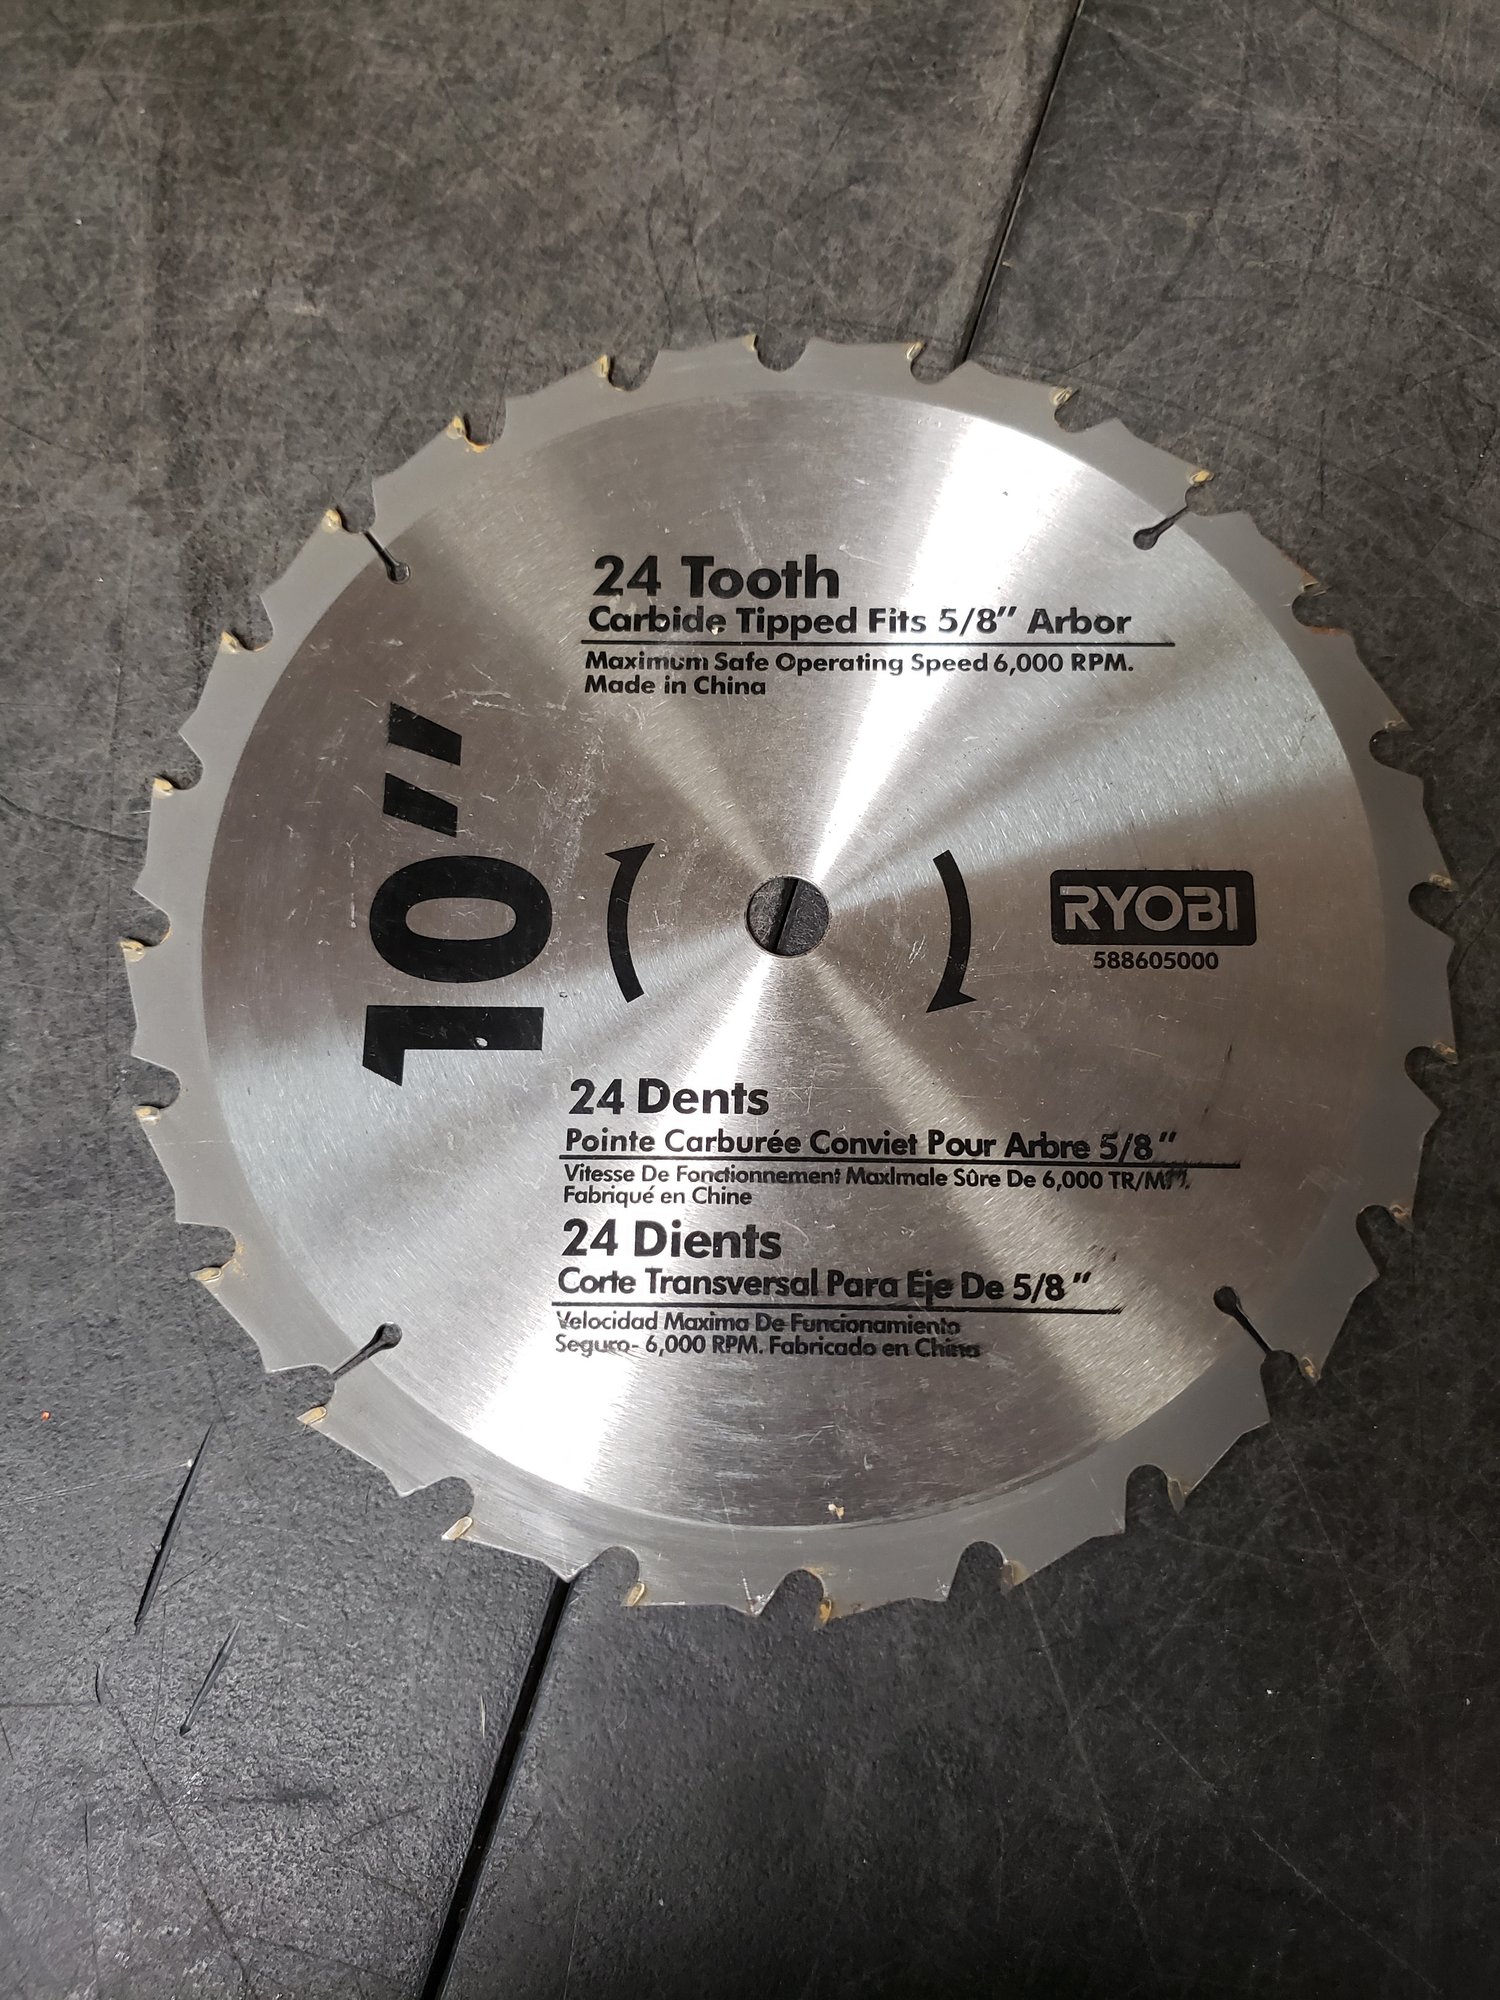 24 Tooth
Carbide Tipped Fits 5/8" Arbor
Maximum Safe Operating Speed 6,000 RPM.
Made in China
10"
RYOBI
588605000
24 Dents
Pointe Carburée Conviet Pour Arbre 5/8"
Vitesse De Fonctionnement MaxImale Sûre De 6,000 TR/M
Fabriqué en Chine
24 Dients
Corte Transversal Para Eje De 5/8"
Velocidad Maxima De Funcionamiento
Seguro- 6,000 RPM. Fabricado en China